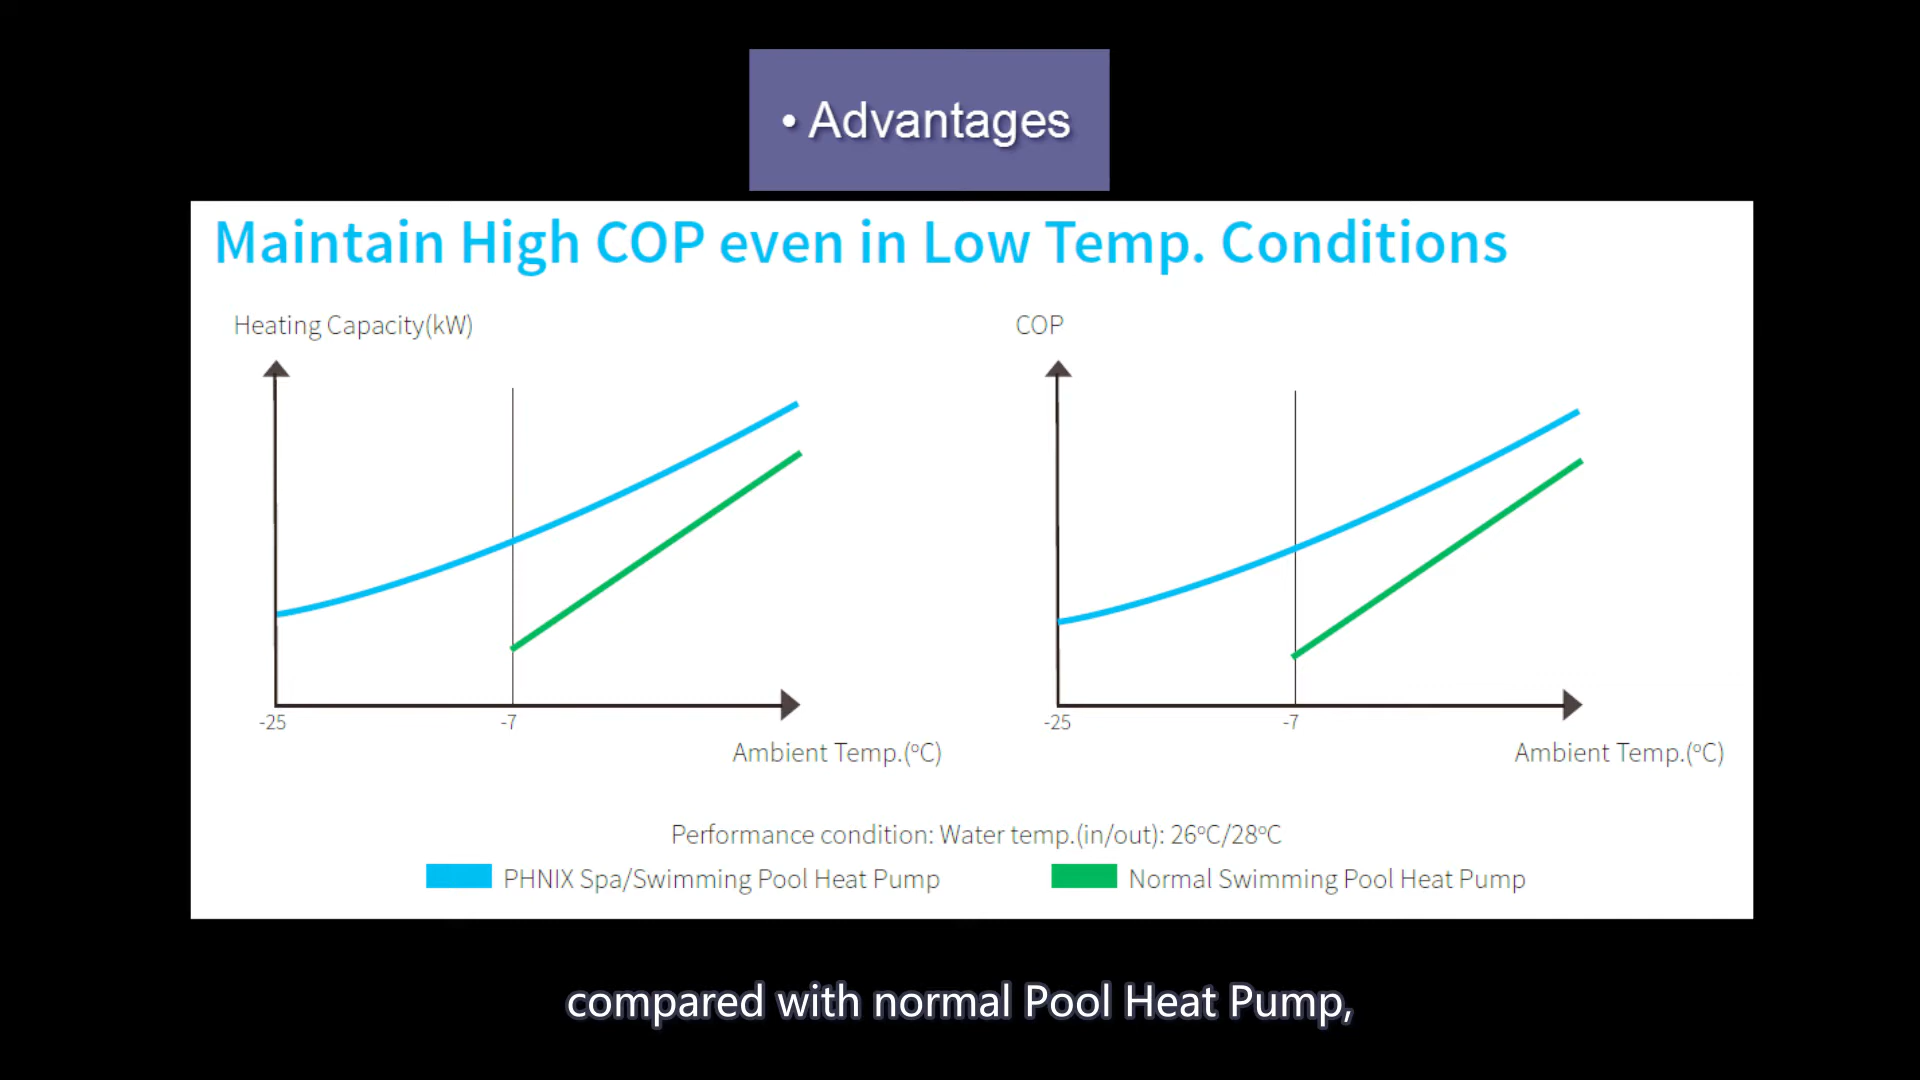 • Advantages
Maintain High COP even in Low Temp. Conditions
Heating Capacity(kW)
COP
-25
-7
-25
-7
Ambient Temp.(°C)
Ambient Temp.(°C)
Performance condition: Water temp.(in/out): 26°C/28°C
PHNIX Spa/Swimming Pool Heat Pump
Normal Swimming Pool Heat Pump
compared with normal Pool Heat Pump,